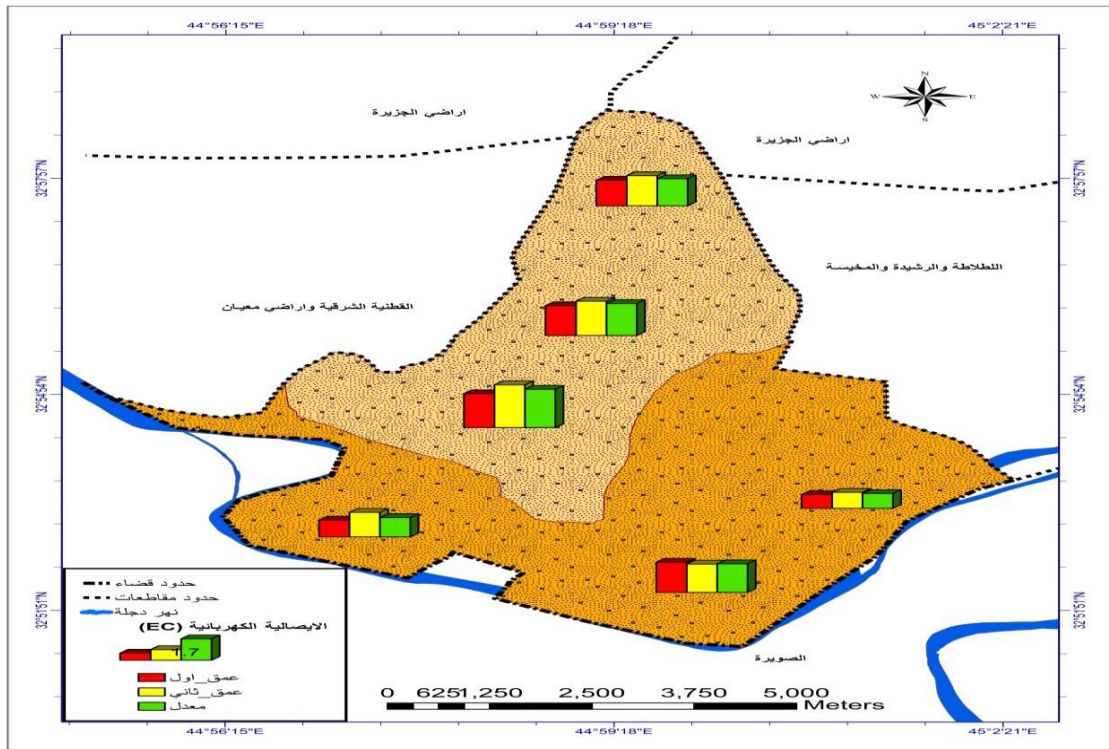 44°56'15"E 44°59'18"E 45°2'21"E
N
W E
S
اراضي الجزيرة
اراضي الجزيرة
32°57'57"N 32°57'57"N
اللطلاطة والرشيدة والمخيسة
القطنية الشرقية واراضي معيان
32°54'54"N 32°54'54"N
حدود قضاء
حدود مقاطعات
نهر دجلة
32°51'51"N 32°51'51"N
الايصالية الكهربائية (EC)
1.7
عمق_اول
عمق_ثاني
معدل
الصويرة
0 625 1,250 2,500 3,750 5,000
Meters
44°56'15"E 44°59'18"E 45°2'21"E